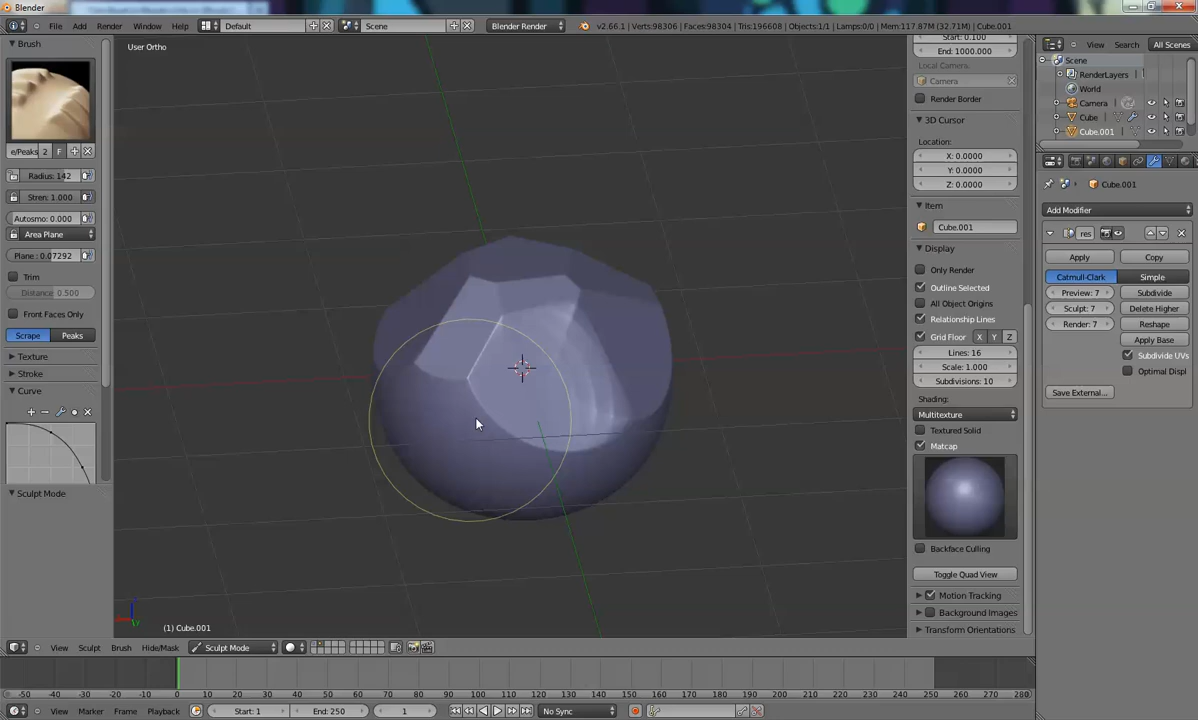 Blender
File Add Render Window Help Default Scene Blender Render v2.66.1 | Verts:98306 | Faces:98304 | Tris:196608 | Objects:1/1 | Lamps:0/0 | Mem:117.87M (32.71M) | Cube.001
Brush
e/Peaks 2 F
Radius: 142
Stren: 1.000
Autosmo: 0.000
Area Plane
Plane: 0.07292
Trim
Distance: 0.500
Front Faces Only
Scrape Peaks
Texture
Stroke
Curve
Sculpt Mode
User Ortho
(1) Cube.001
Start: 0.100
End: 1000.000
Local Camera:
Camera
Render Border
3D Cursor
Location:
X: 0.0000
Y: 0.0000
Z: 0.0000
Item
Cube.001
Display
Only Render
Outline Selected
All Object Origins
Relationship Lines
Grid Floor X Y Z
Lines: 16
Scale: 1.000
Subdivisions: 10
Shading:
Multitexture
Textured Solid
Matcap
Backface Culling
Toggle Quad View
Motion Tracking
Background Images
Transform Orientations
View Search All Scenes
Scene
RenderLayers
World
Camera
Cube
Cube.001
Cube.001
Add Modifier
res
Apply Copy
Catmull-Clark Simple
Preview: 7 Subdivide
Sculpt: 7 Delete Higher
Render: 7 Reshape
Apply Base
Subdivide UVs
Optimal Displ
Save External...
View Sculpt Brush Hide/Mask Sculpt Mode
-50 -40 -30 -20 -10 0 10 20 30 40 50 60 70 80 90 100 110 120 130 140 150 160 170 180 190 200 210 220 230 240 250 260 270 280
View Marker Frame Playback Start: 1 End: 250 1 No Sync